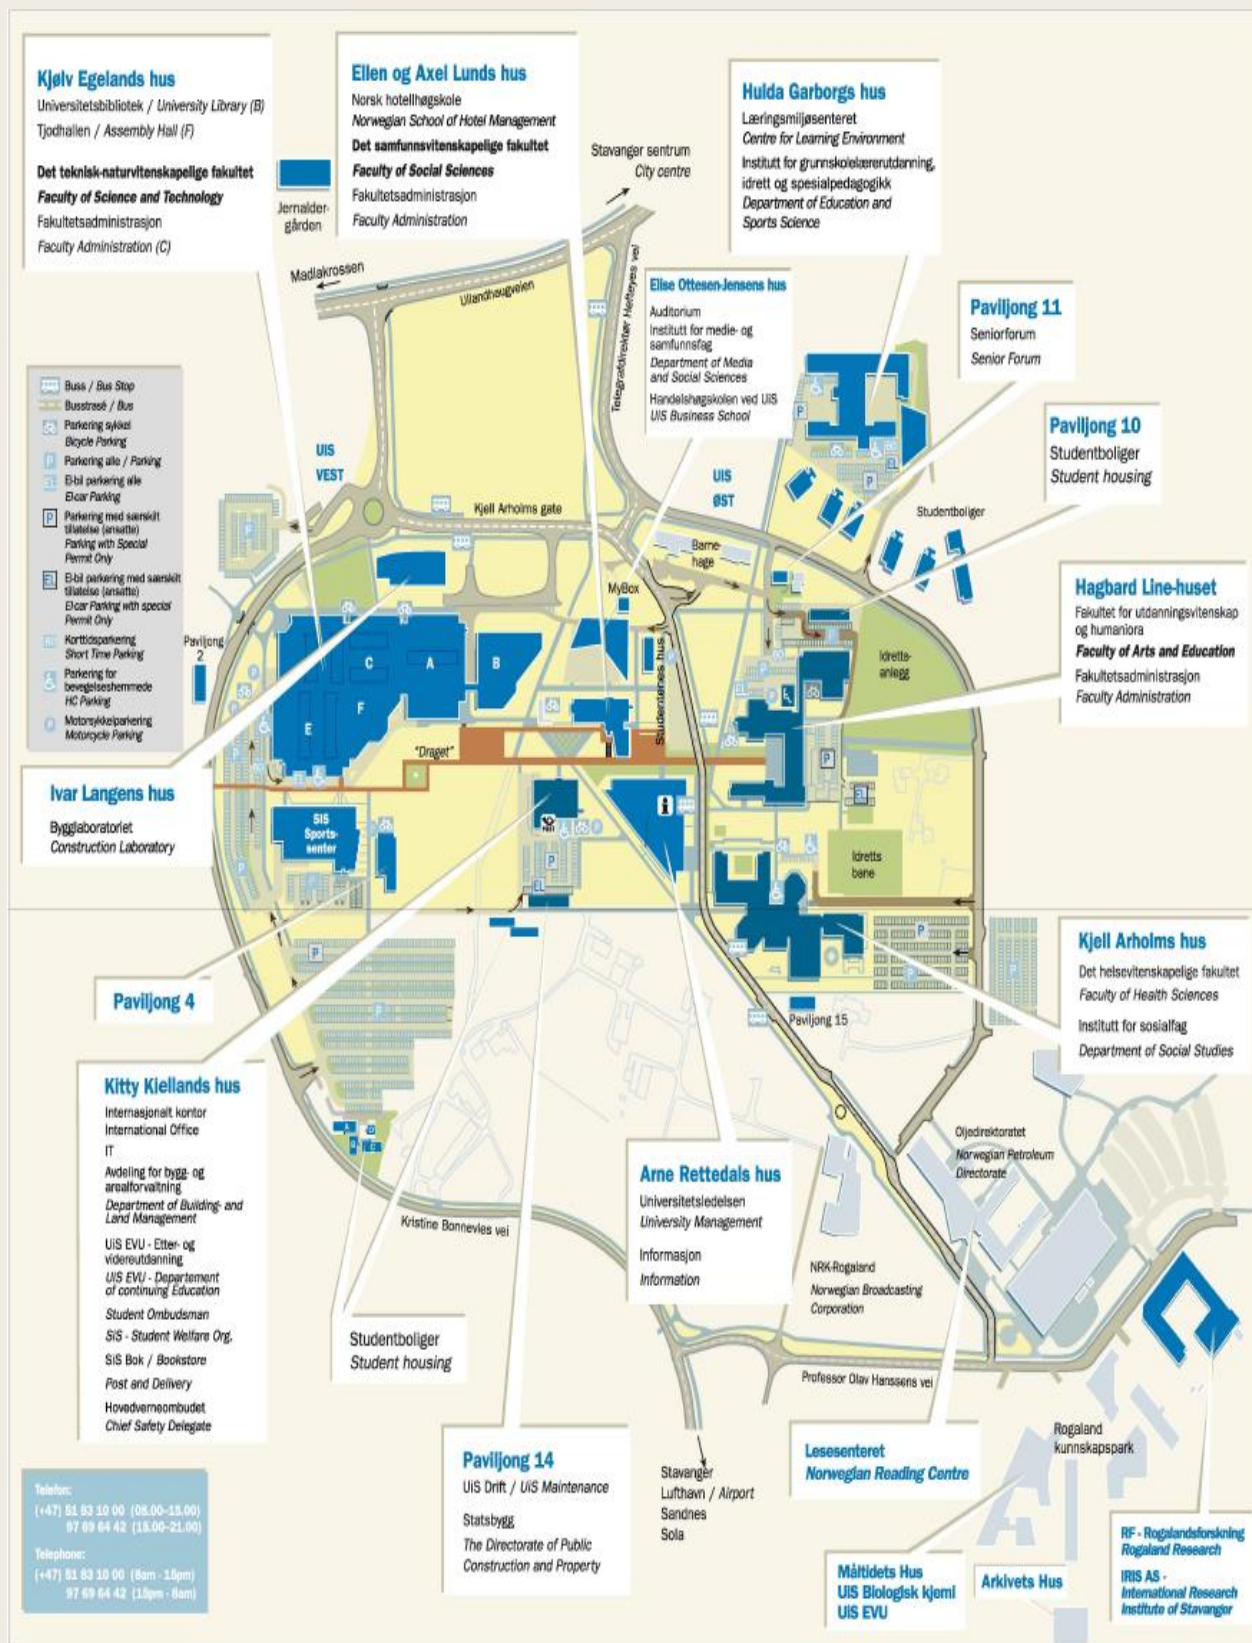 Kjølv Egelands hus
Universitetsbibliotek / University Library (B)
Tjodhallen / Assembly Hall (F)
Det teknisk-naturvitenskapelige fakultet
Faculty of Science and Technology
Fakultetsadministrasjon
Faculty Administration (C)
Jernalder-
gården
Ellen og Axel Lunds hus
Norsk hotellhøgskole
Norwegian School of Hotel Management
Det samfunnsvitenskapelige fakultet
Faculty of Social Sciences
Fakultetsadministrasjon
Faculty Administration
Stavanger sentrum
City centre
Hulda Garborgs hus
Læringsmiljøsenteret
Centre for Learning Environment
Institutt for grunnskolelærerutdanning,
idrett og spesialpedagogikk
Department of Education and
Sports Science
Madlakrossen
Ullandhaugveien
Telegrafdirektør Heftøyes vei
Elise Ottesen-Jensens hus
Auditorium
Institutt for medie- og
samfunnsfag
Department of Media
and Social Sciences
Handelshøgskolen ved UiS
UiS Business School
Paviljong 11
Seniorforum
Senior Forum
Paviljong 10
Studentboliger
Student housing
Buss / Bus Stop
Busstrasé / Bus
Parkering sykkel
Bicycle Parking
P
Parkering alle / Parking
EL
El-bil parkering alle
El-car Parking
P
Parkering med særskilt
tillatelse (ansatte)
Parking with Special
Permit Only
EL
El-bil parkering med særskilt
tillatelse (ansatte)
El-car Parking with special
Permit Only
Korttidsparkering
Short Time Parking
Parkering for
bevegelseshemmede
HC Parking
P
Motorsykkelparkering
Motorcycle Parking
UIS
VEST
UIS
ØST
Kjell Arholms gate
Studentboliger
Barne-
hage
MyBox
Paviljong
2
C
A
B
E
F
Studentenes hus
Idretts-
anlegg
Hagbard Line-huset
Fakultet for utdanningsvitenskap
og humaniora
Faculty of Arts and Education
Fakultetsadministrasjon
Faculty Administration
"Draget"
Ivar Langens hus
Bygglaboratoriet
Construction Laboratory
SIS
Sports-
senter
POST
P
EL
i
Idretts
bane
Kjell Arholms hus
Det helsevitenskapelige fakultet
Faculty of Health Sciences
Institutt for sosialfag
Department of Social Studies
Paviljong 4
Paviljong 15
Kitty Kiellands hus
Internasjonalt kontor
International Office
IT
Avdeling for bygg- og
arealforvaltning
Department of Building- and
Land Management
UiS EVU - Etter- og
videreutdanning
UiS EVU - Departement
of continuing Education
Student Ombudsman
SiS - Student Welfare Org.
SiS Bok / Bookstore
Post and Delivery
Hovedverneombudet
Chief Safety Delegate
A
D
B
C
Kristine Bonnevies vei
Studentboliger
Student housing
Arne Rettedals hus
Universitetsledelsen
University Management
Informasjon
Information
Oljedirektoratet
Norwegian Petroleum
Directorate
NRK-Rogaland
Norwegian Broadcasting
Corporation
Professor Olav Hanssens vei
Paviljong 14
UiS Drift / UiS Maintenance
Statsbygg
The Directorate of Public
Construction and Property
Stavanger
Lufthavn / Airport
Sandnes
Sola
Lesesenteret
Norwegian Reading Centre
Rogaland
kunnskapspark
Måltidets Hus
UiS Biologisk kjemi
UiS EVU
Arkivets Hus
RF - Rogalandsforskning
Rogaland Research
IRIS AS -
International Research
Institute of Stavanger
Telefon:
(+47) 51 83 10 00 (08.00-15.00)
97 69 64 42 (15.00-21.00)
Telephone:
(+47) 51 83 10 00 (8am - 15pm)
97 69 64 42 (15pm - 8am)